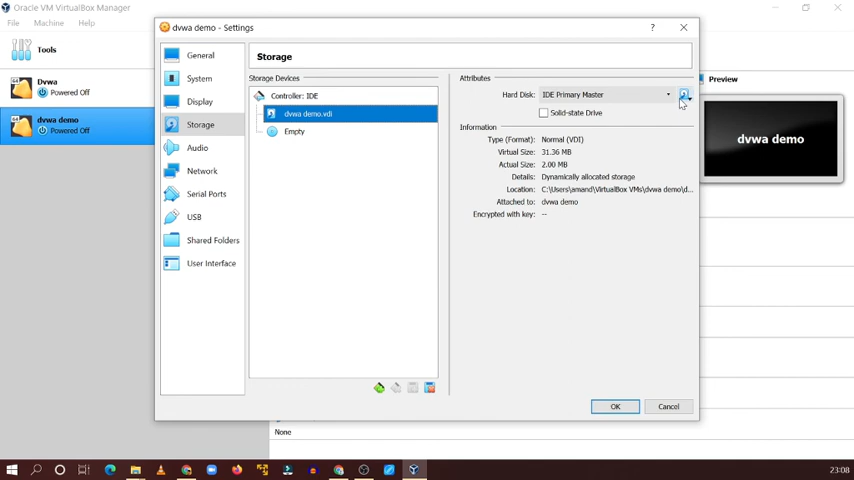 Oracle VM VirtualBox Manager
File Machine Help
Tools
Dvwa
Powered Off
dvwa demo
Powered Off
dvwa demo - Settings
?
General
System
Display
Storage
Audio
Network
Serial Ports
USB
Shared Folders
User Interface
Storage
Storage Devices
Controller: IDE
dvwa demo.vdi
Empty
Attributes
Hard Disk: IDE Primary Master
Solid-state Drive
Information
Type (Format): Normal (VDI)
Virtual Size: 31.36 MB
Actual Size: 2.00 MB
Details: Dynamically allocated storage
Location: C:\Users\amand\VirtualBox VMs\dvwa demo\d...
Attached to: dvwa demo
Encrypted with key: --
OK Cancel
Preview
dvwa demo
None
23:08